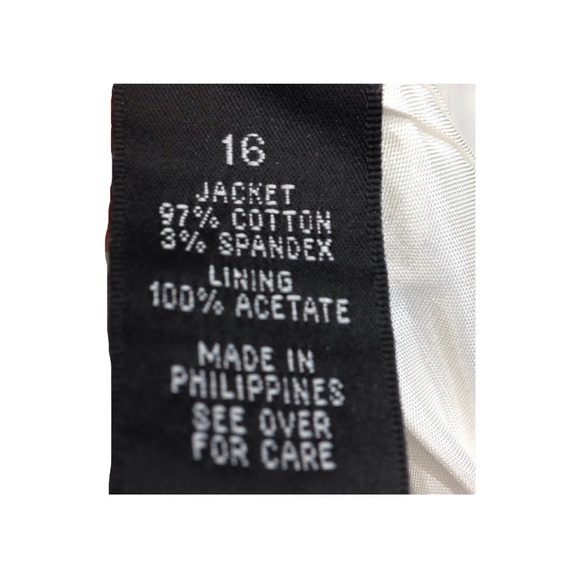 16
JACKET
97% COTTON
3% SPANDEX
LINING
100% ACETATE
MADE IN
PHILIPPINES
SEE OVER
FOR CARE